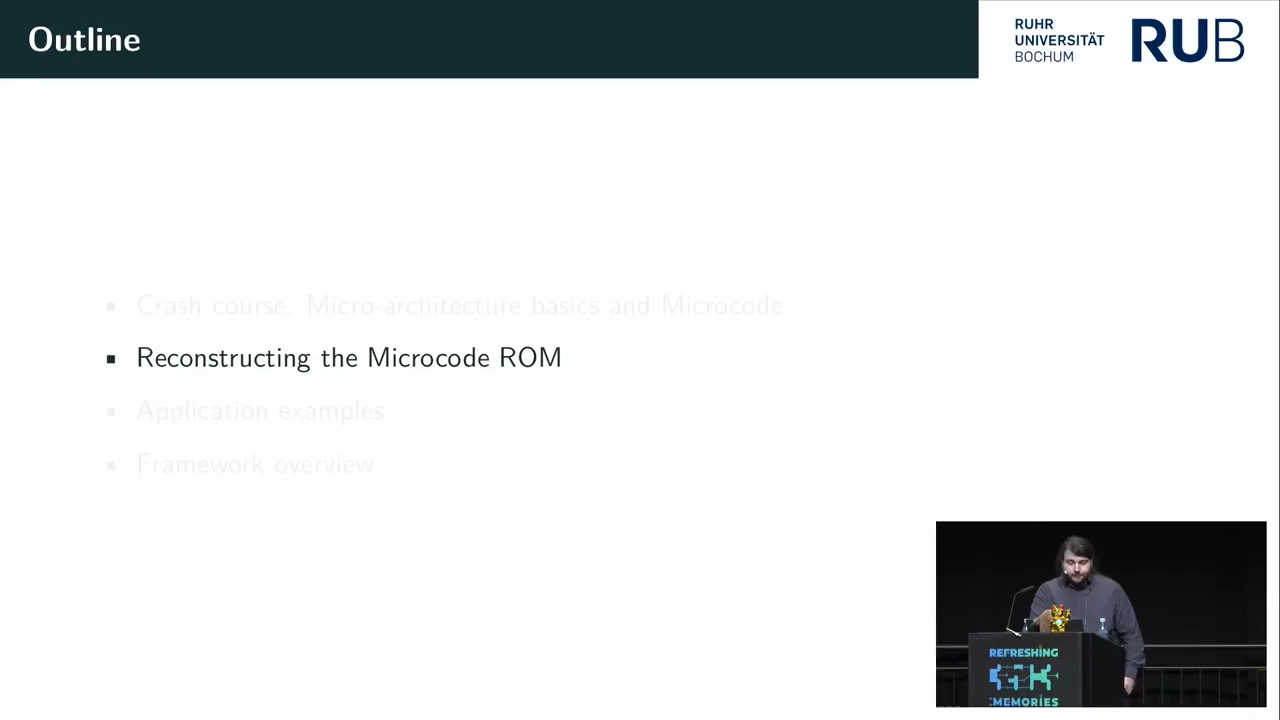 Outline
RUHR
UNIVERSITÄT
BOCHUM
RUB
Crash course. Micro-architecture basics and Microcode
Reconstructing the Microcode ROM
Application examples
Framework overview
REFRESHING
:MEMORIES